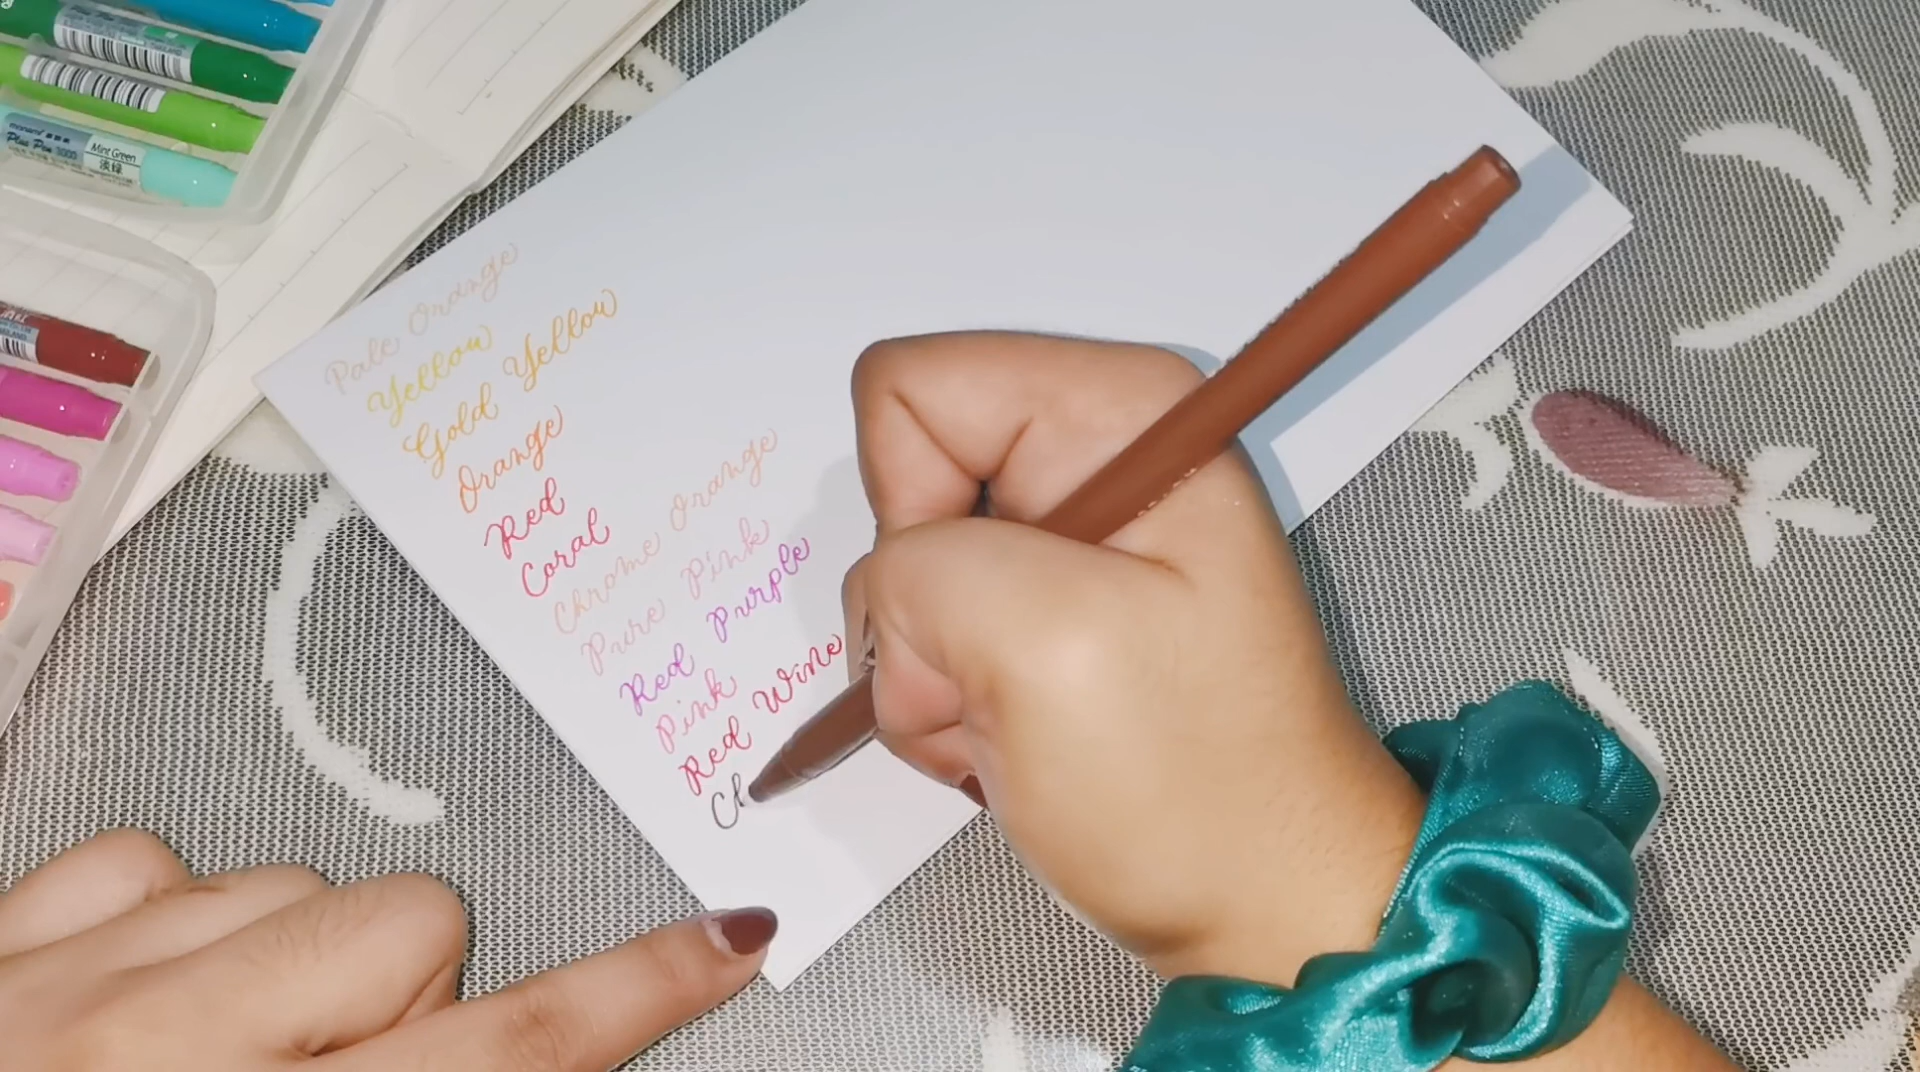 monami
Plus Pen 3000
Mint Green
淡绿
Pale Orange
Yellow
Gold Yellow
Orange
Red
Coral
Chrome Orange
Pure Pink
Red Purple
Pink
Red Wine
Ch